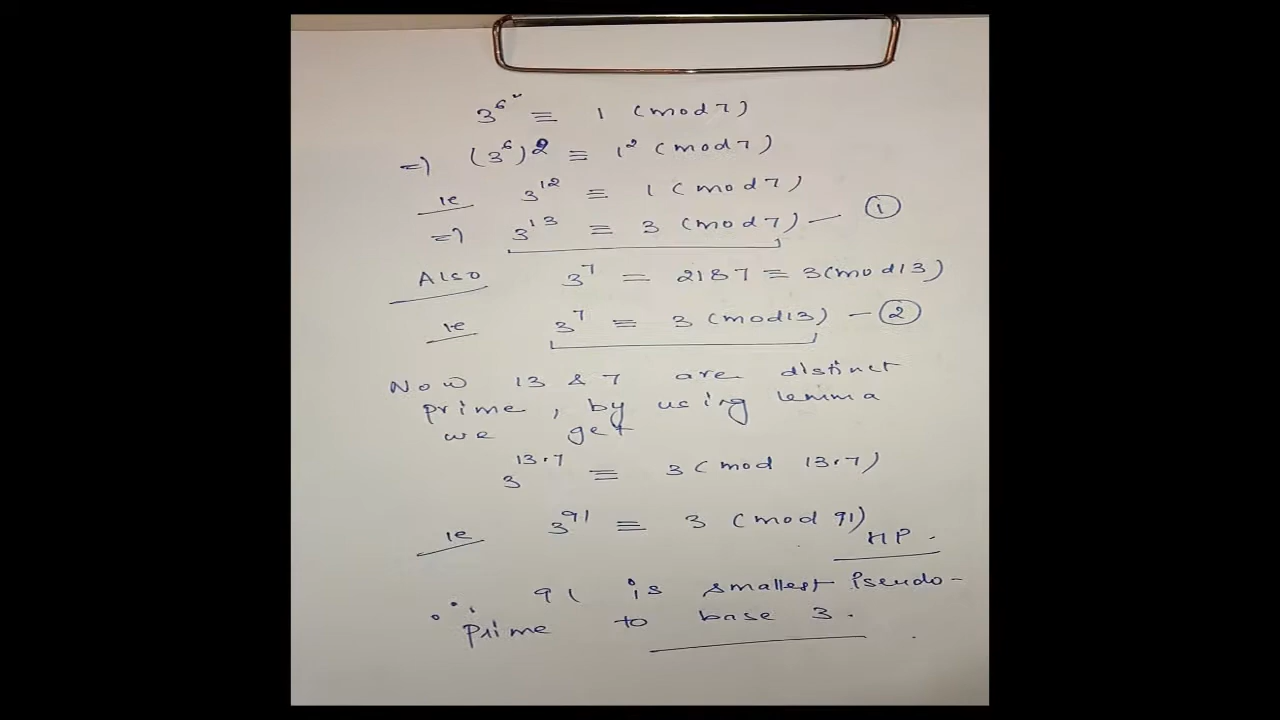 3^6 ≡ 1 (mod 7)
=) (3^6)2 ≡ 1^2 (mod 7)
ie 3^12 ≡ 1 (mod 7)
=) 3^13 ≡ 3 (mod 7) — ①
Also 3^7 = 2187 ≡ 3(mod 13)
ie 3^7 ≡ 3 (mod 13) — ②
Now 13 & 7 are distinct
prime, by using lemma
we get
3^13.7 ≡ 3 (mod 13.7)
ie 3^91 ≡ 3 (mod 91)
HP.
∴ 91 is smallest Pseudo-
prime to base 3.